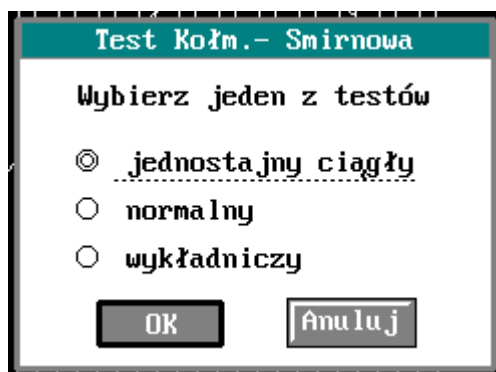 Test Kołm.- Smirnowa
Wybierz jeden z testów
jednostajny ciągły
normalny
wykładniczy
OK
Anuluj